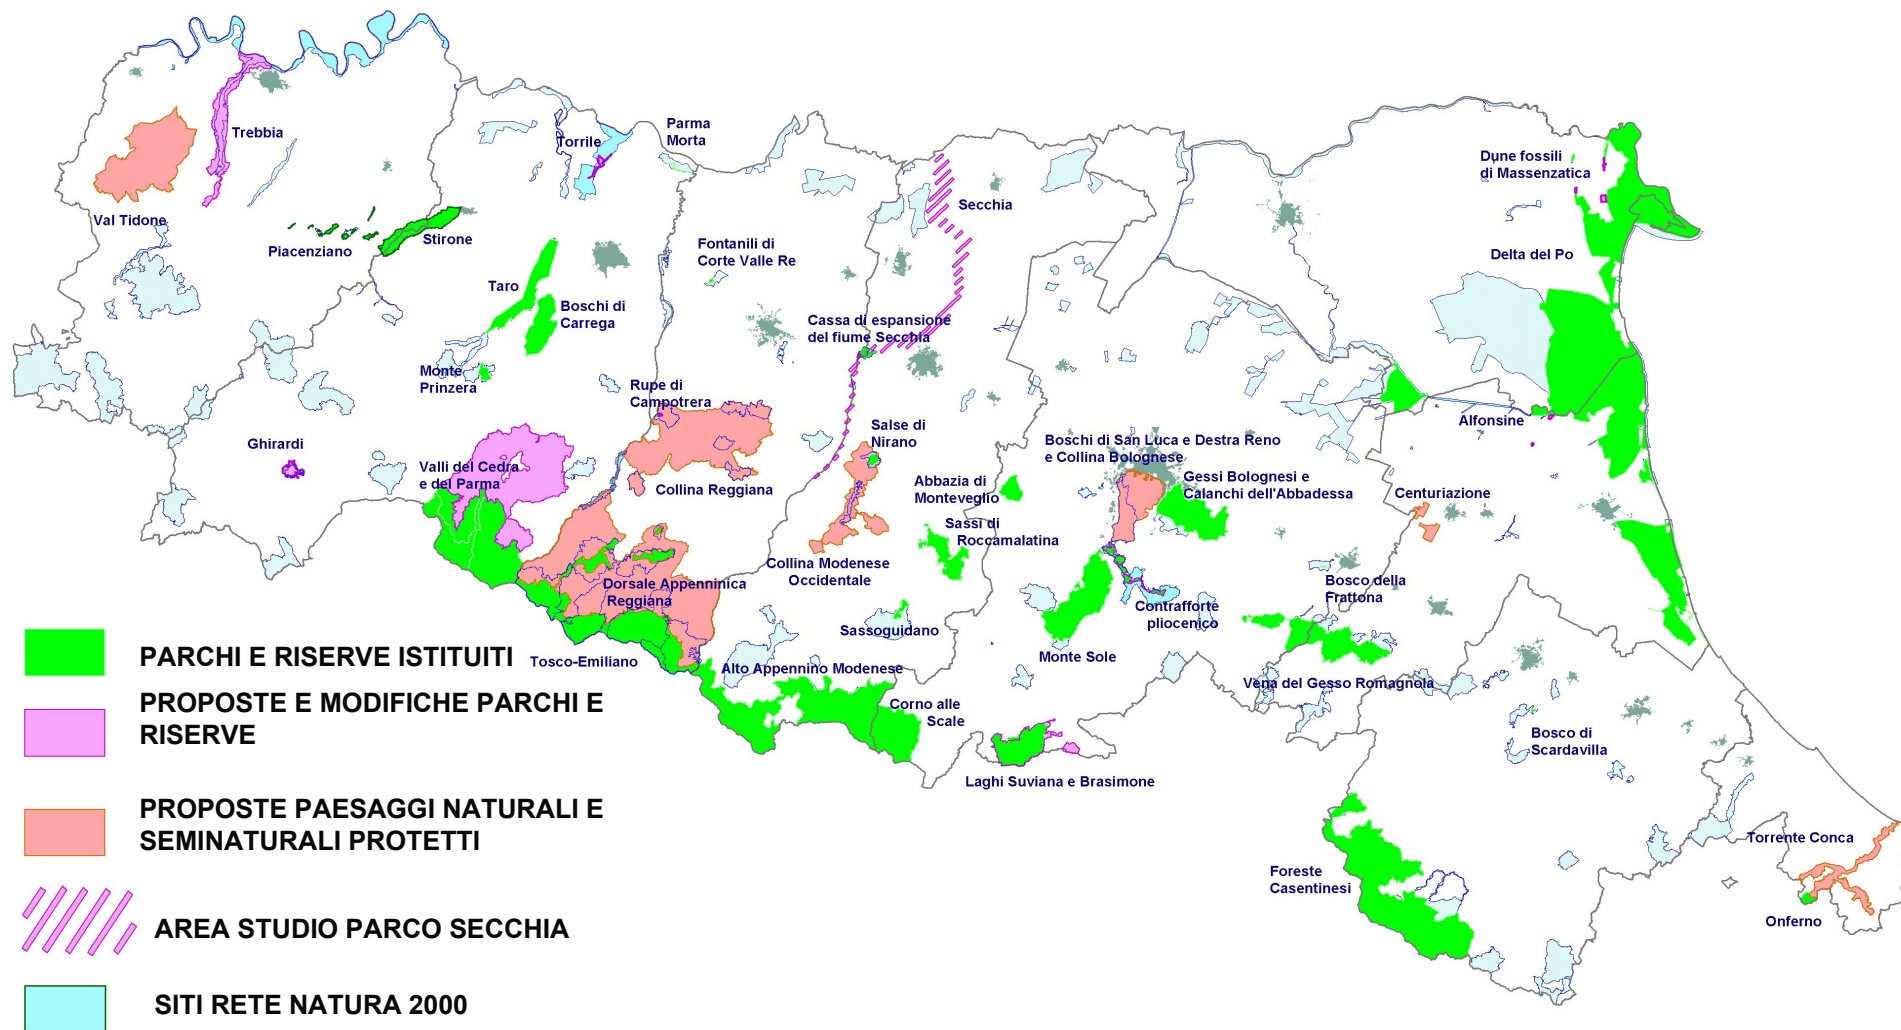 Trebbia
Val Tidone
Piacenziano
Stirone
Torrile
Parma
Morta
Taro
Boschi di
Carrega
Monte
Prinzera
Fontanili di
Corte Valle Re
Secchia
Cassa di espansione
del fiume Secchia
Rupe di
Campotrera
Ghirardi
Valli del Cedra
e del Parma
Collina Reggiana
Salse di
Nirano
Abbazia di
Monteveglio
Sassi di
Roccamalatina
Collina Modenese
Occidentale
Dorsale Appenninica
Reggiana
Tosco-Emiliano
Sassoguidano
Alto Appennino Modenese
Corno alle
Scale
Laghi Suviana e Brasimone
Boschi di San Luca e Destra Reno
e Collina Bolognese
Gessi Bolognesi e
Calanchi dell'Abbadessa
Contrafforte
pliocenico
Monte Sole
Dune fossili
di Massenzatica
Delta del Po
Alfonsine
Centuriazione
Bosco della
Frattona
Vena del Gesso Romagnola
Bosco di
Scardavilla
Foreste
Casentinesi
Torrente Conca
Onferno
PARCHI E RISERVE ISTITUITI
PROPOSTE E MODIFICHE PARCHI E
RISERVE
PROPOSTE PAESAGGI NATURALI E
SEMINATURALI PROTETTI
AREA STUDIO PARCO SECCHIA
SITI RETE NATURA 2000